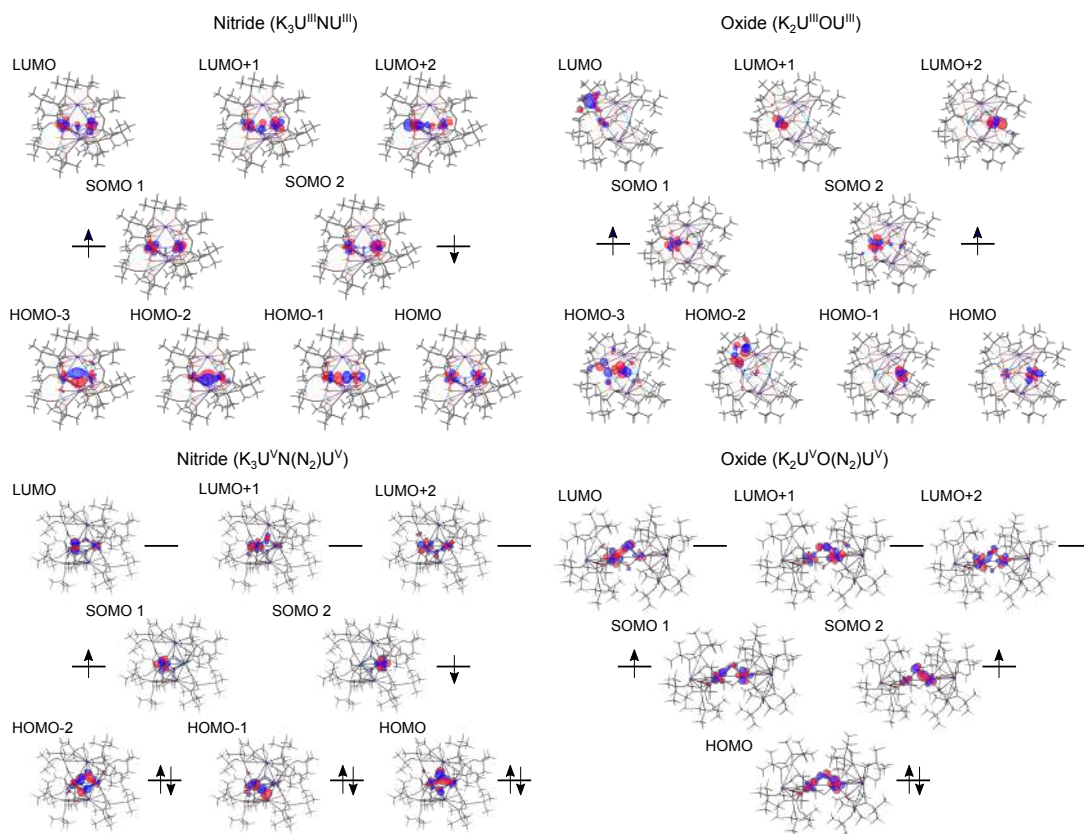 Nitride (K₃UᴵᴵᴵNUᴵᴵᴵ)
LUMO LUMO+1 LUMO+2
SOMO 1 SOMO 2
HOMO-3 HOMO-2 HOMO-1 HOMO
Oxide (K₂UᴵᴵᴵOUᴵᴵᴵ)
LUMO LUMO+1 LUMO+2
SOMO 1 SOMO 2
HOMO-3 HOMO-2 HOMO-1 HOMO
Nitride (K₃UⱽN(N₂)Uⱽ)
LUMO LUMO+1 LUMO+2
SOMO 1 SOMO 2
HOMO-2 HOMO-1 HOMO
Oxide (K₂UⱽO(N₂)Uⱽ)
LUMO LUMO+1 LUMO+2
SOMO 1 SOMO 2
HOMO